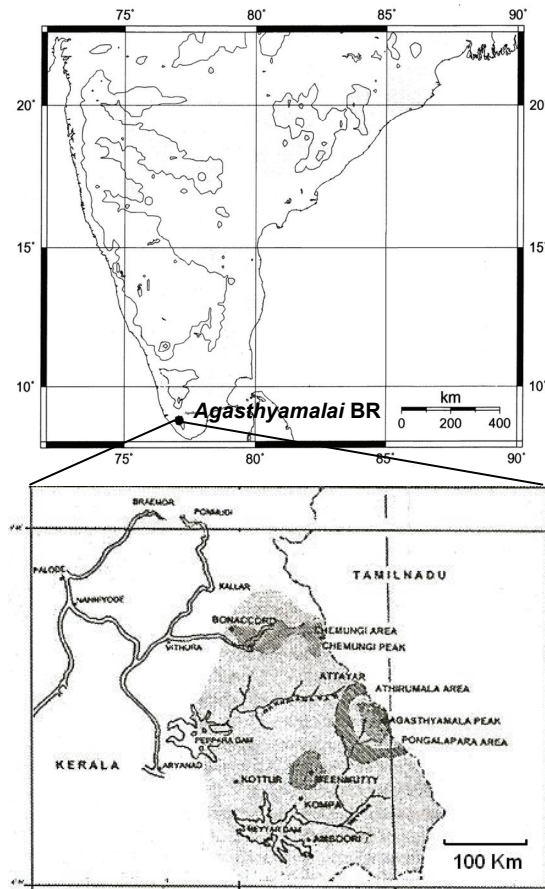 75° 80° 85° 90°
20° 20
15° 15
10° 10
Agasthyamalai BR
km
0 200 400
75° 80° 85° 90°
BRAEMOR
PONMUDI
PALODE
TAMILNADU
NANNIYODE
KALLAR
BONACCORD
CHEMUNGI AREA
VITHURA
CHEMUNGI PEAK
ATTAYAR
ATHIRUMALA AREA
AGASTHYAMALA PEAK
PEPPARA DAM
PONGALAPARA AREA
KERALA
ARYANAD
KOTTUR
MEENMUTTY
KOMPA
NEYYAR DAM
AMBOORI
100 Km